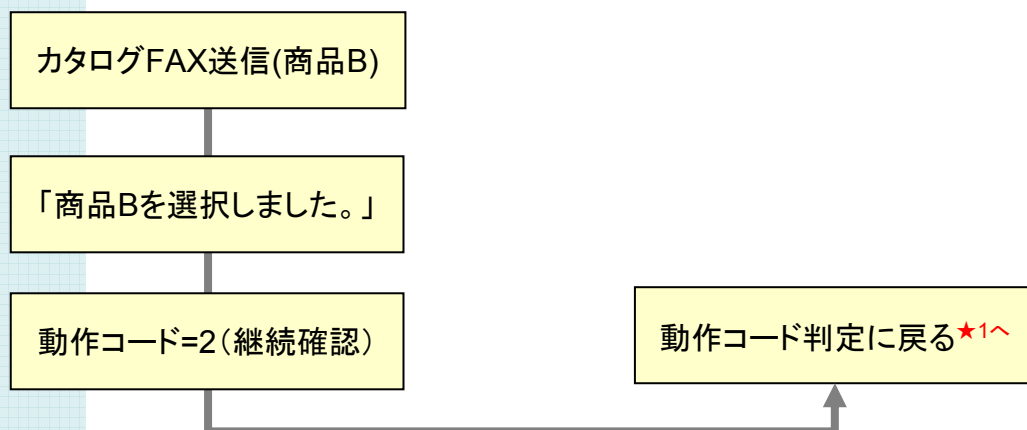 カタログFAX送信(商品B)
「商品Bを選択しました。」
動作コード=2(継続確認)
動作コード判定に戻る★1へ